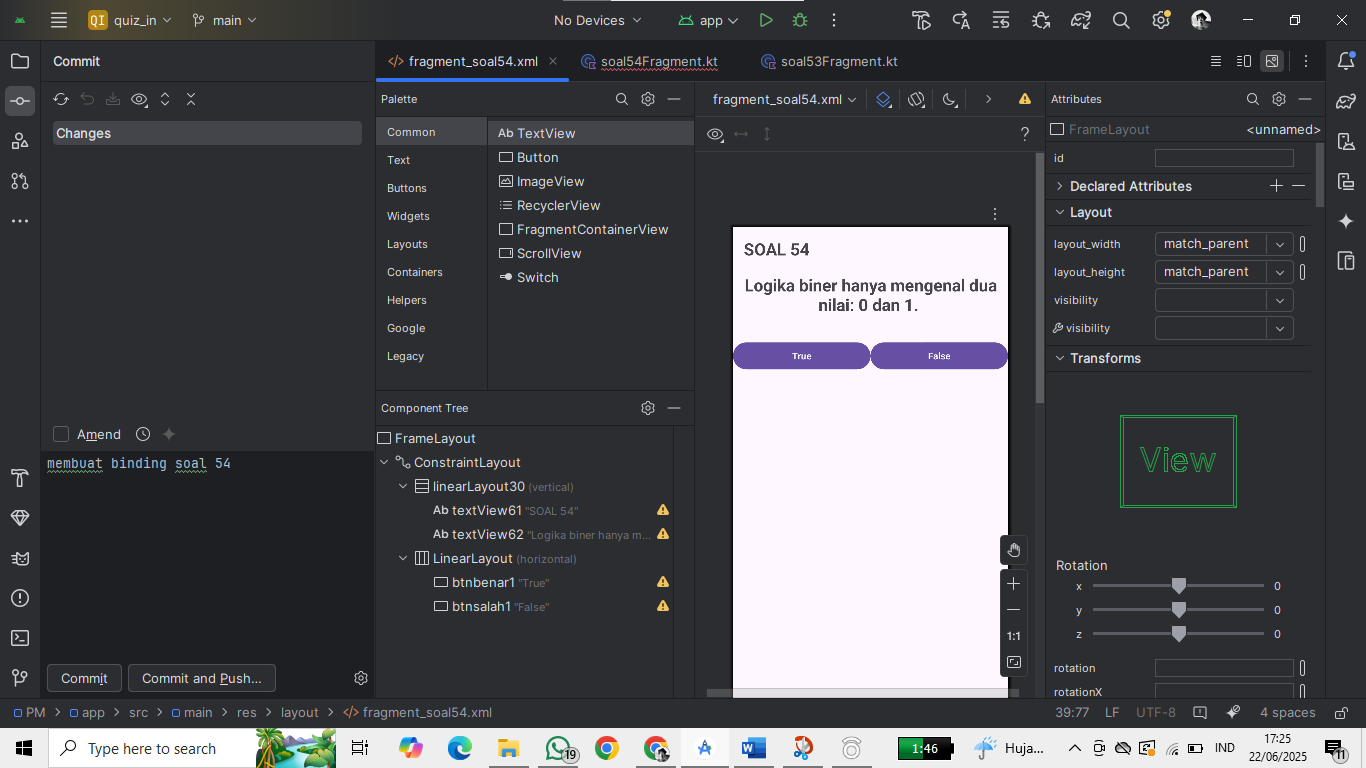 QI quiz_in main No Devices app
Commit
fragment_soal54.xml soal54Fragment.kt soal53Fragment.kt
Palette
fragment_soal54.xml
Attributes
Changes
Common
Text
Buttons
Widgets
Layouts
Containers
Helpers
Google
Legacy
Ab TextView
Button
ImageView
RecyclerView
FragmentContainerView
ScrollView
Switch
?
FrameLayout <unnamed>
id
Declared Attributes
Layout
layout_width match_parent
layout_height match_parent
visibility
visibility
Transforms
View
Rotation
x 0
y 0
z 0
rotation
rotationX
SOAL 54
Logika biner hanya mengenal dua
nilai: 0 dan 1.
True False
1:1
Component Tree
FrameLayout
ConstraintLayout
linearLayout30 (vertical)
Ab textView61 "SOAL 54"
Ab textView62 "Logika biner hanya m...
LinearLayout (horizontal)
btnbenar1 "True"
btnsalah1 "False"
Amend
membuat binding soal 54
Commit Commit and Push...
PM > app > src > main > res > layout > fragment_soal54.xml 39:77 LF UTF-8 4 spaces
Type here to search 19 1:46 Huja... IND 17:25
22/06/2025 11